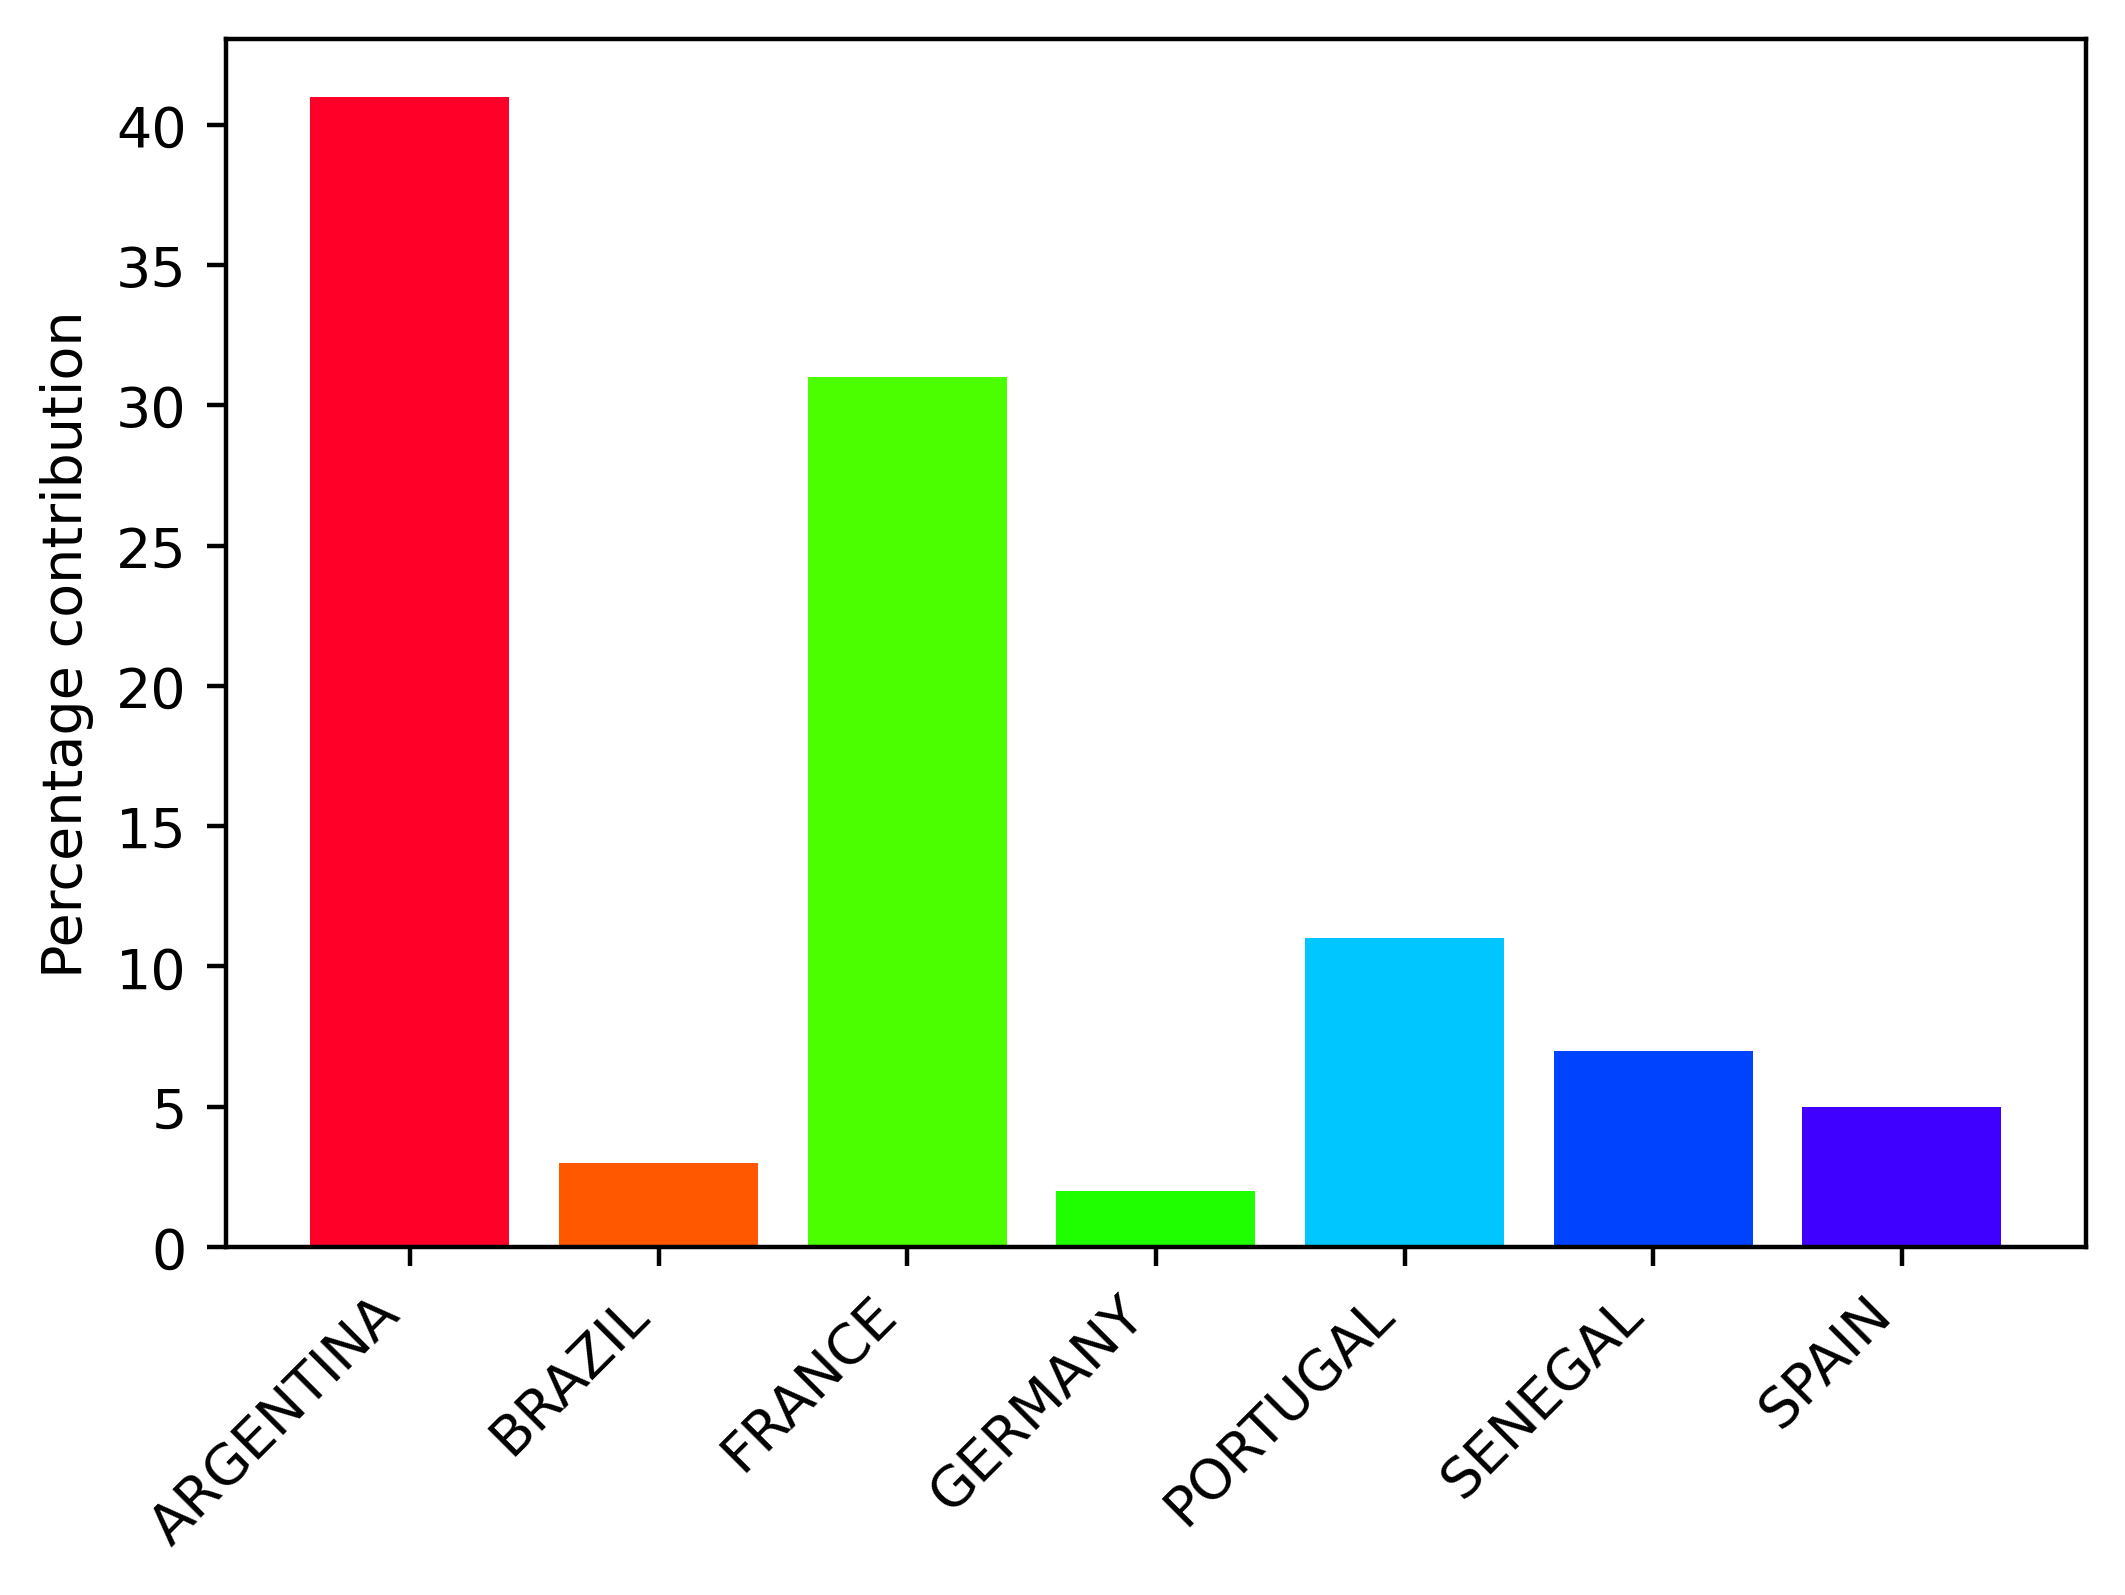 Percentage contribution
40
35
30
25
20
15
10
5
0
ARGENTINA
BRAZIL
FRANCE
GERMANY
PORTUGAL
SENEGAL
SPAIN